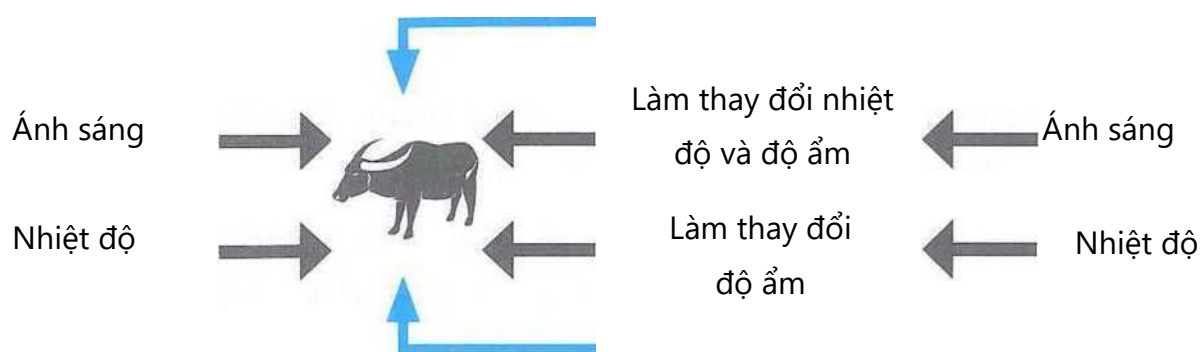 Ánh sáng
Làm thay đổi nhiệt
độ và độ ẩm
Ánh sáng
Nhiệt độ
Làm thay đổi
độ ẩm
Nhiệt độ